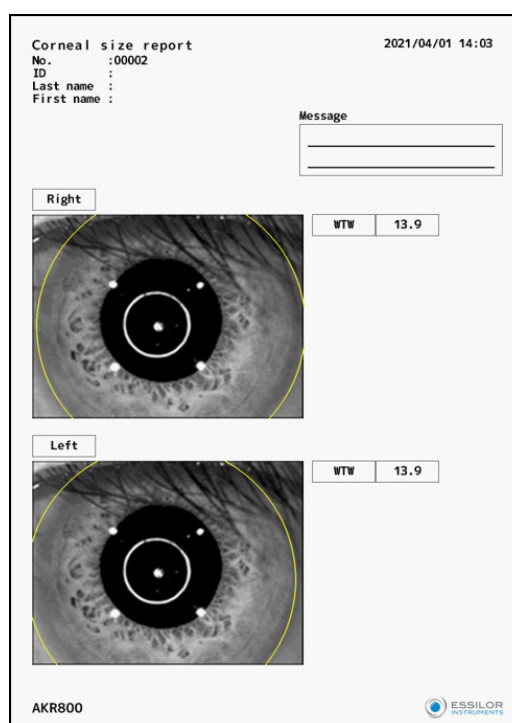 Corneal size report 2021/04/01 14:03
No. :00002
ID :
Last name :
First name :
Message
Right
WTW 13.9
Left
WTW 13.9
AKR800
ESSILOR
INSTRUMENTS